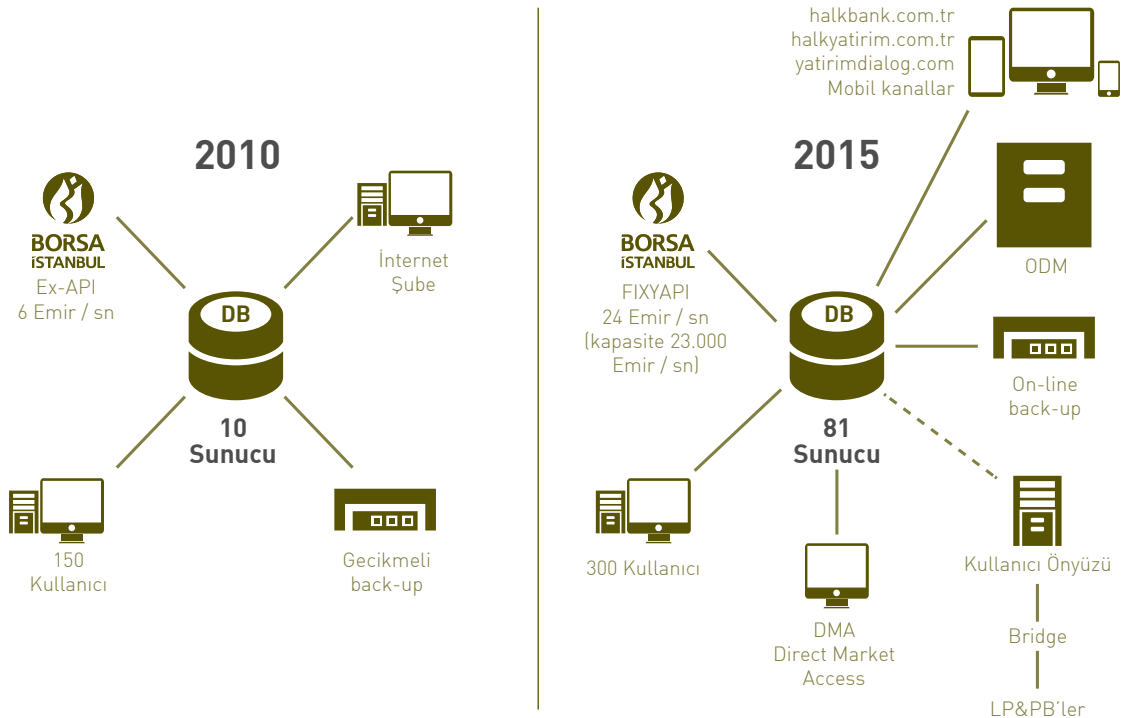 2010
BORSA
İSTANBUL
Ex-API
6 Emir / sn
İnternet
Şube
DB
10
Sunucu
150
Kullanıcı
Gecikmeli
back-up
halkbank.com.tr
halkyatirim.com.tr
yatirimdialog.com
Mobil kanallar
2015
BORSA
İSTANBUL
FIXYAPI
24 Emir / sn
(kapasite 23.000
Emir / sn)
ODM
DB
81
Sunucu
On-line
back-up
300 Kullanıcı
DMA
Direct Market
Access
Kullanıcı Önyüzü
Bridge
LP&PB'ler